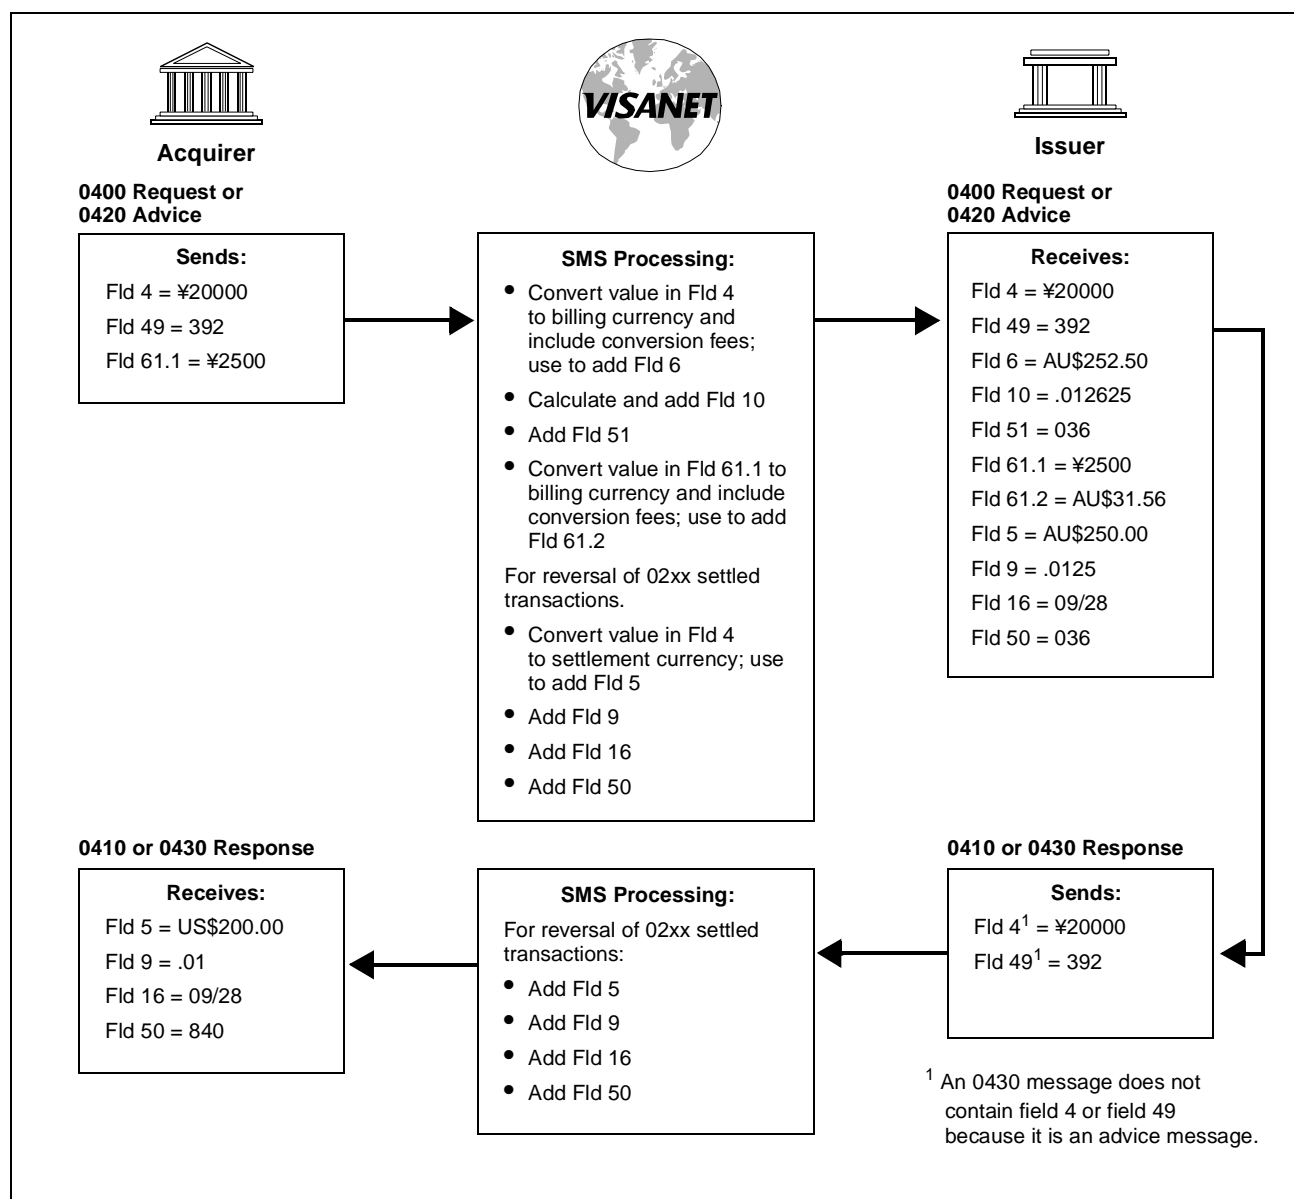 VISANET
Acquirer
Issuer
0400 Request or
0420 Advice
Sends:
Fld 4 = ¥20000
Fld 49 = 392
Fld 61.1 = ¥2500
SMS Processing:
• Convert value in Fld 4
to billing currency and
include conversion fees;
use to add Fld 6
• Calculate and add Fld 10
• Add Fld 51
• Convert value in Fld 61.1 to
billing currency and include
conversion fees; use to add
Fld 61.2
For reversal of 02xx settled
transactions.
• Convert value in Fld 4
to settlement currency; use
to add Fld 5
• Add Fld 9
• Add Fld 16
• Add Fld 50
0400 Request or
0420 Advice
Receives:
Fld 4 = ¥20000
Fld 49 = 392
Fld 6 = AU$252.50
Fld 10 = .012625
Fld 51 = 036
Fld 61.1 = ¥2500
Fld 61.2 = AU$31.56
Fld 5 = AU$250.00
Fld 9 = .0125
Fld 16 = 09/28
Fld 50 = 036
0410 or 0430 Response
Receives:
Fld 5 = US$200.00
Fld 9 = .01
Fld 16 = 09/28
Fld 50 = 840
SMS Processing:
For reversal of 02xx settled
transactions:
• Add Fld 5
• Add Fld 9
• Add Fld 16
• Add Fld 50
0410 or 0430 Response
Sends:
Fld 4¹ = ¥20000
Fld 49¹ = 392
¹ An 0430 message does not
contain field 4 or field 49
because it is an advice message.